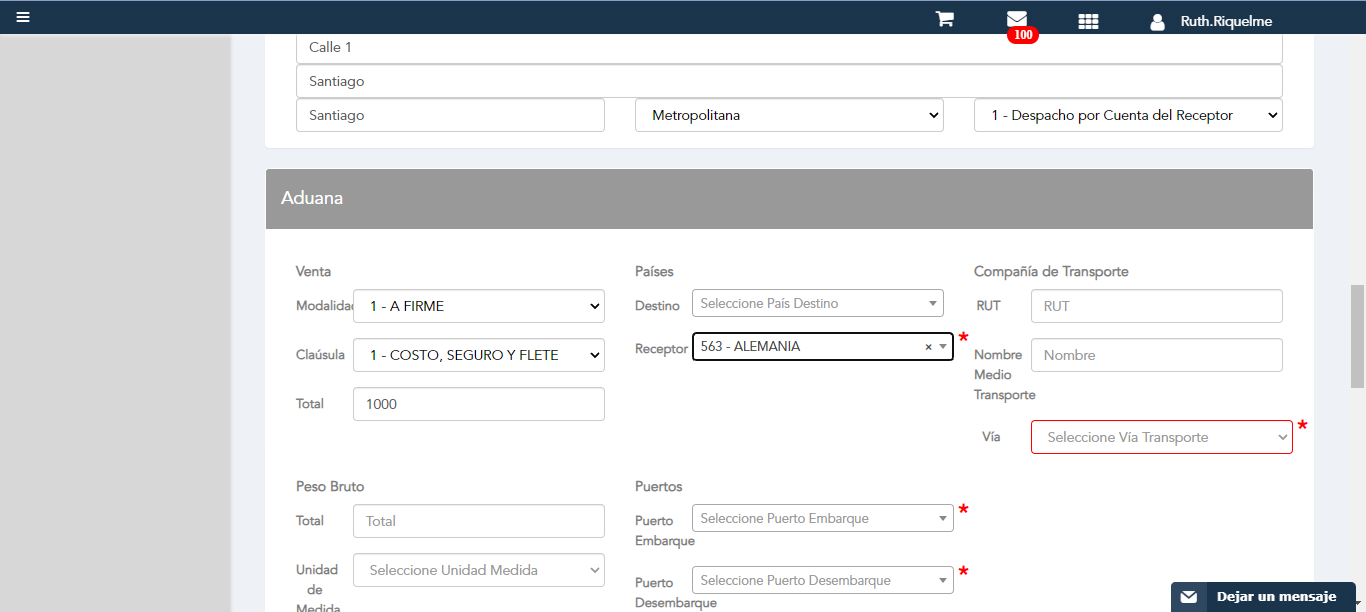 Ruth.Riquelme
100
Calle 1
Santiago
Santiago
Metropolitana
1 - Despacho por Cuenta del Receptor
Aduana
Venta
Modalidad
1 - A FIRME
Claúsula
1 - COSTO, SEGURO Y FLETE
Total
1000
Países
Destino
Seleccione País Destino
Receptor
563 - ALEMANIA
×
*
Compañía de Transporte
RUT
RUT
Nombre
Medio
Transporte
Nombre
Vía
Seleccione Vía Transporte
*
Peso Bruto
Total
Total
Unidad
de
Medida
Seleccione Unidad Medida
Puertos
Puerto
Embarque
Seleccione Puerto Embarque
*
Puerto
Desembarque
Seleccione Puerto Desembarque
*
Dejar un mensaje